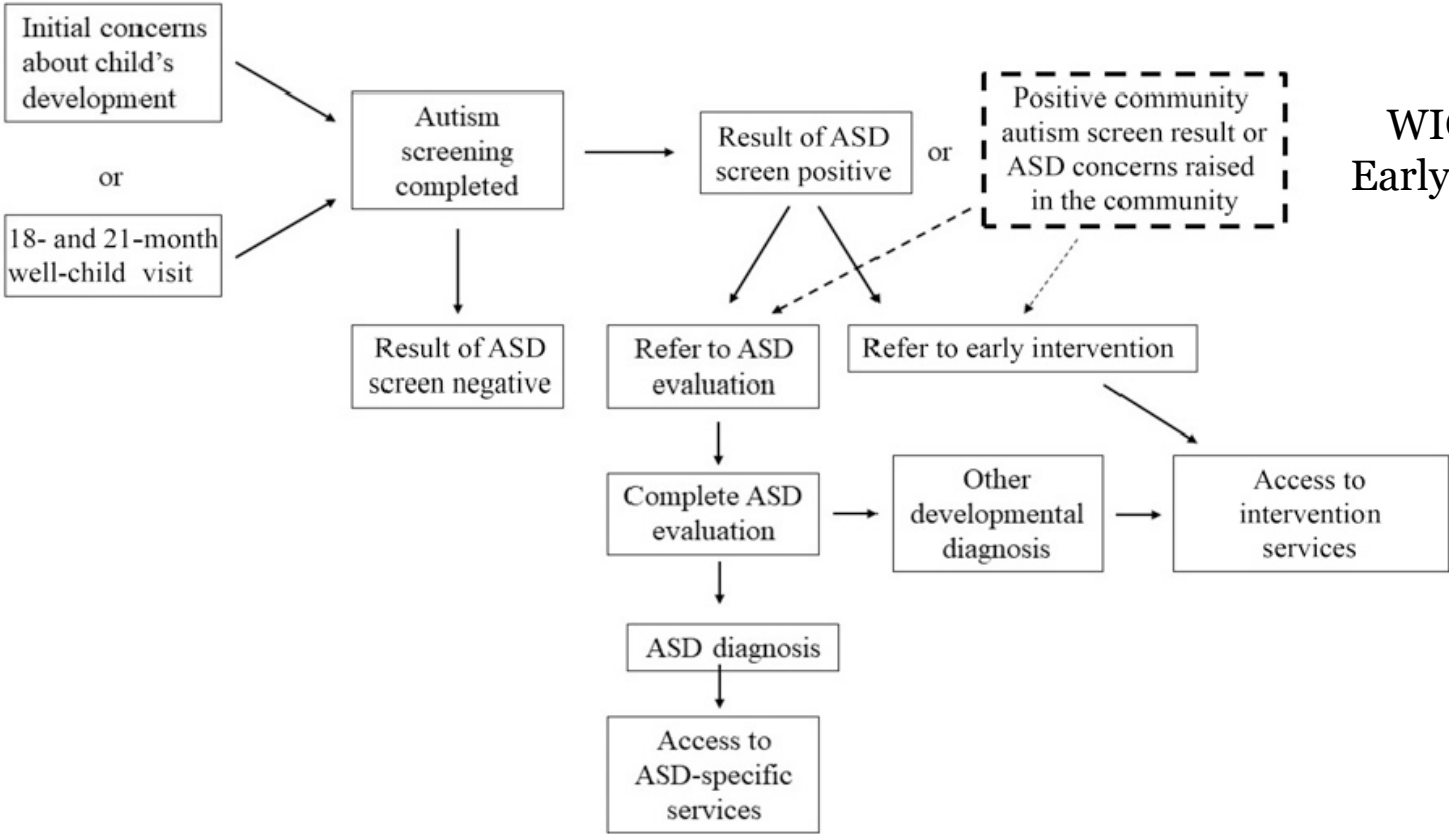 Initial concerns
about child's
development
or
18- and 21-month
well-child visit
Autism
screening
completed
Result of ASD
screen negative
Result of ASD
screen positive
or
Positive community
autism screen result or
ASD concerns raised
in the community
Early
Refer to ASD
evaluation
Refer to early intervention
Complete ASD
evaluation
Other
developmental
diagnosis
Access to
intervention
services
ASD diagnosis
Access to
ASD-specific
services